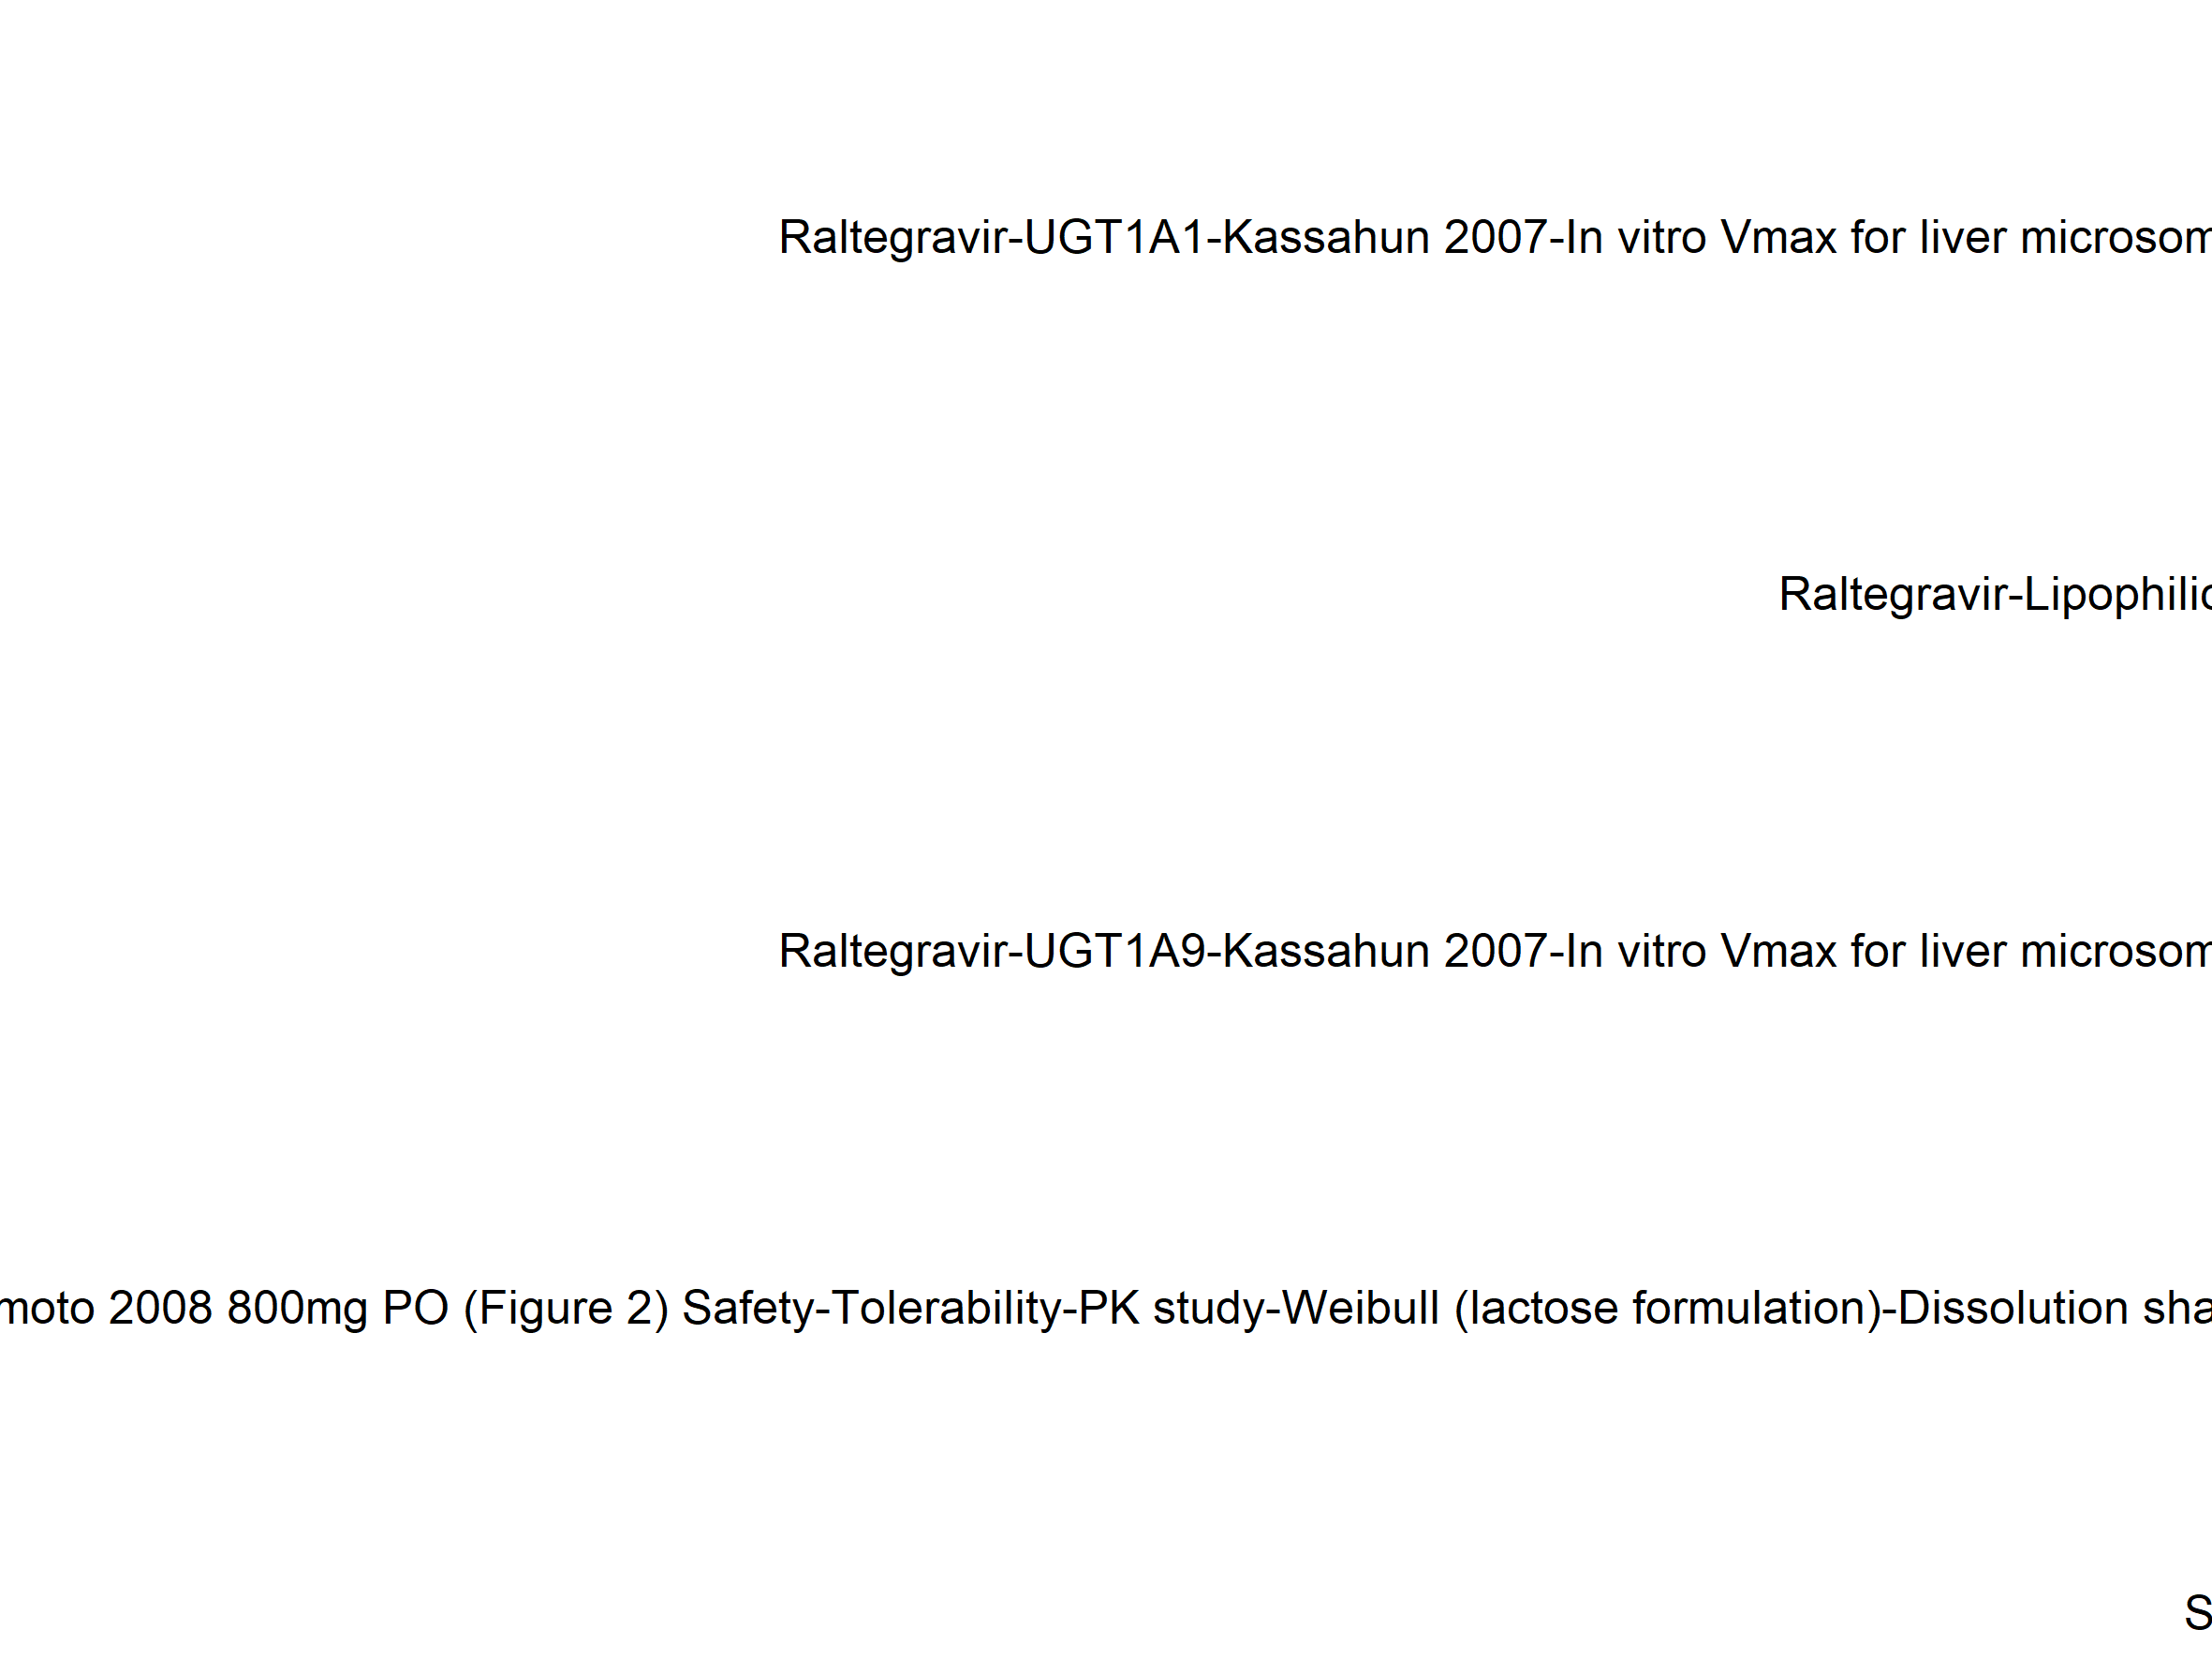 Raltegravir-UGT1A1-Kassahun 2007-In vitro Vmax for liver microsom
Raltegravir-Lipophilic
Raltegravir-UGT1A9-Kassahun 2007-In vitro Vmax for liver microsom
moto 2008 800mg PO (Figure 2) Safety-Tolerability-PK study-Weibull (lactose formulation)-Dissolution sha
S